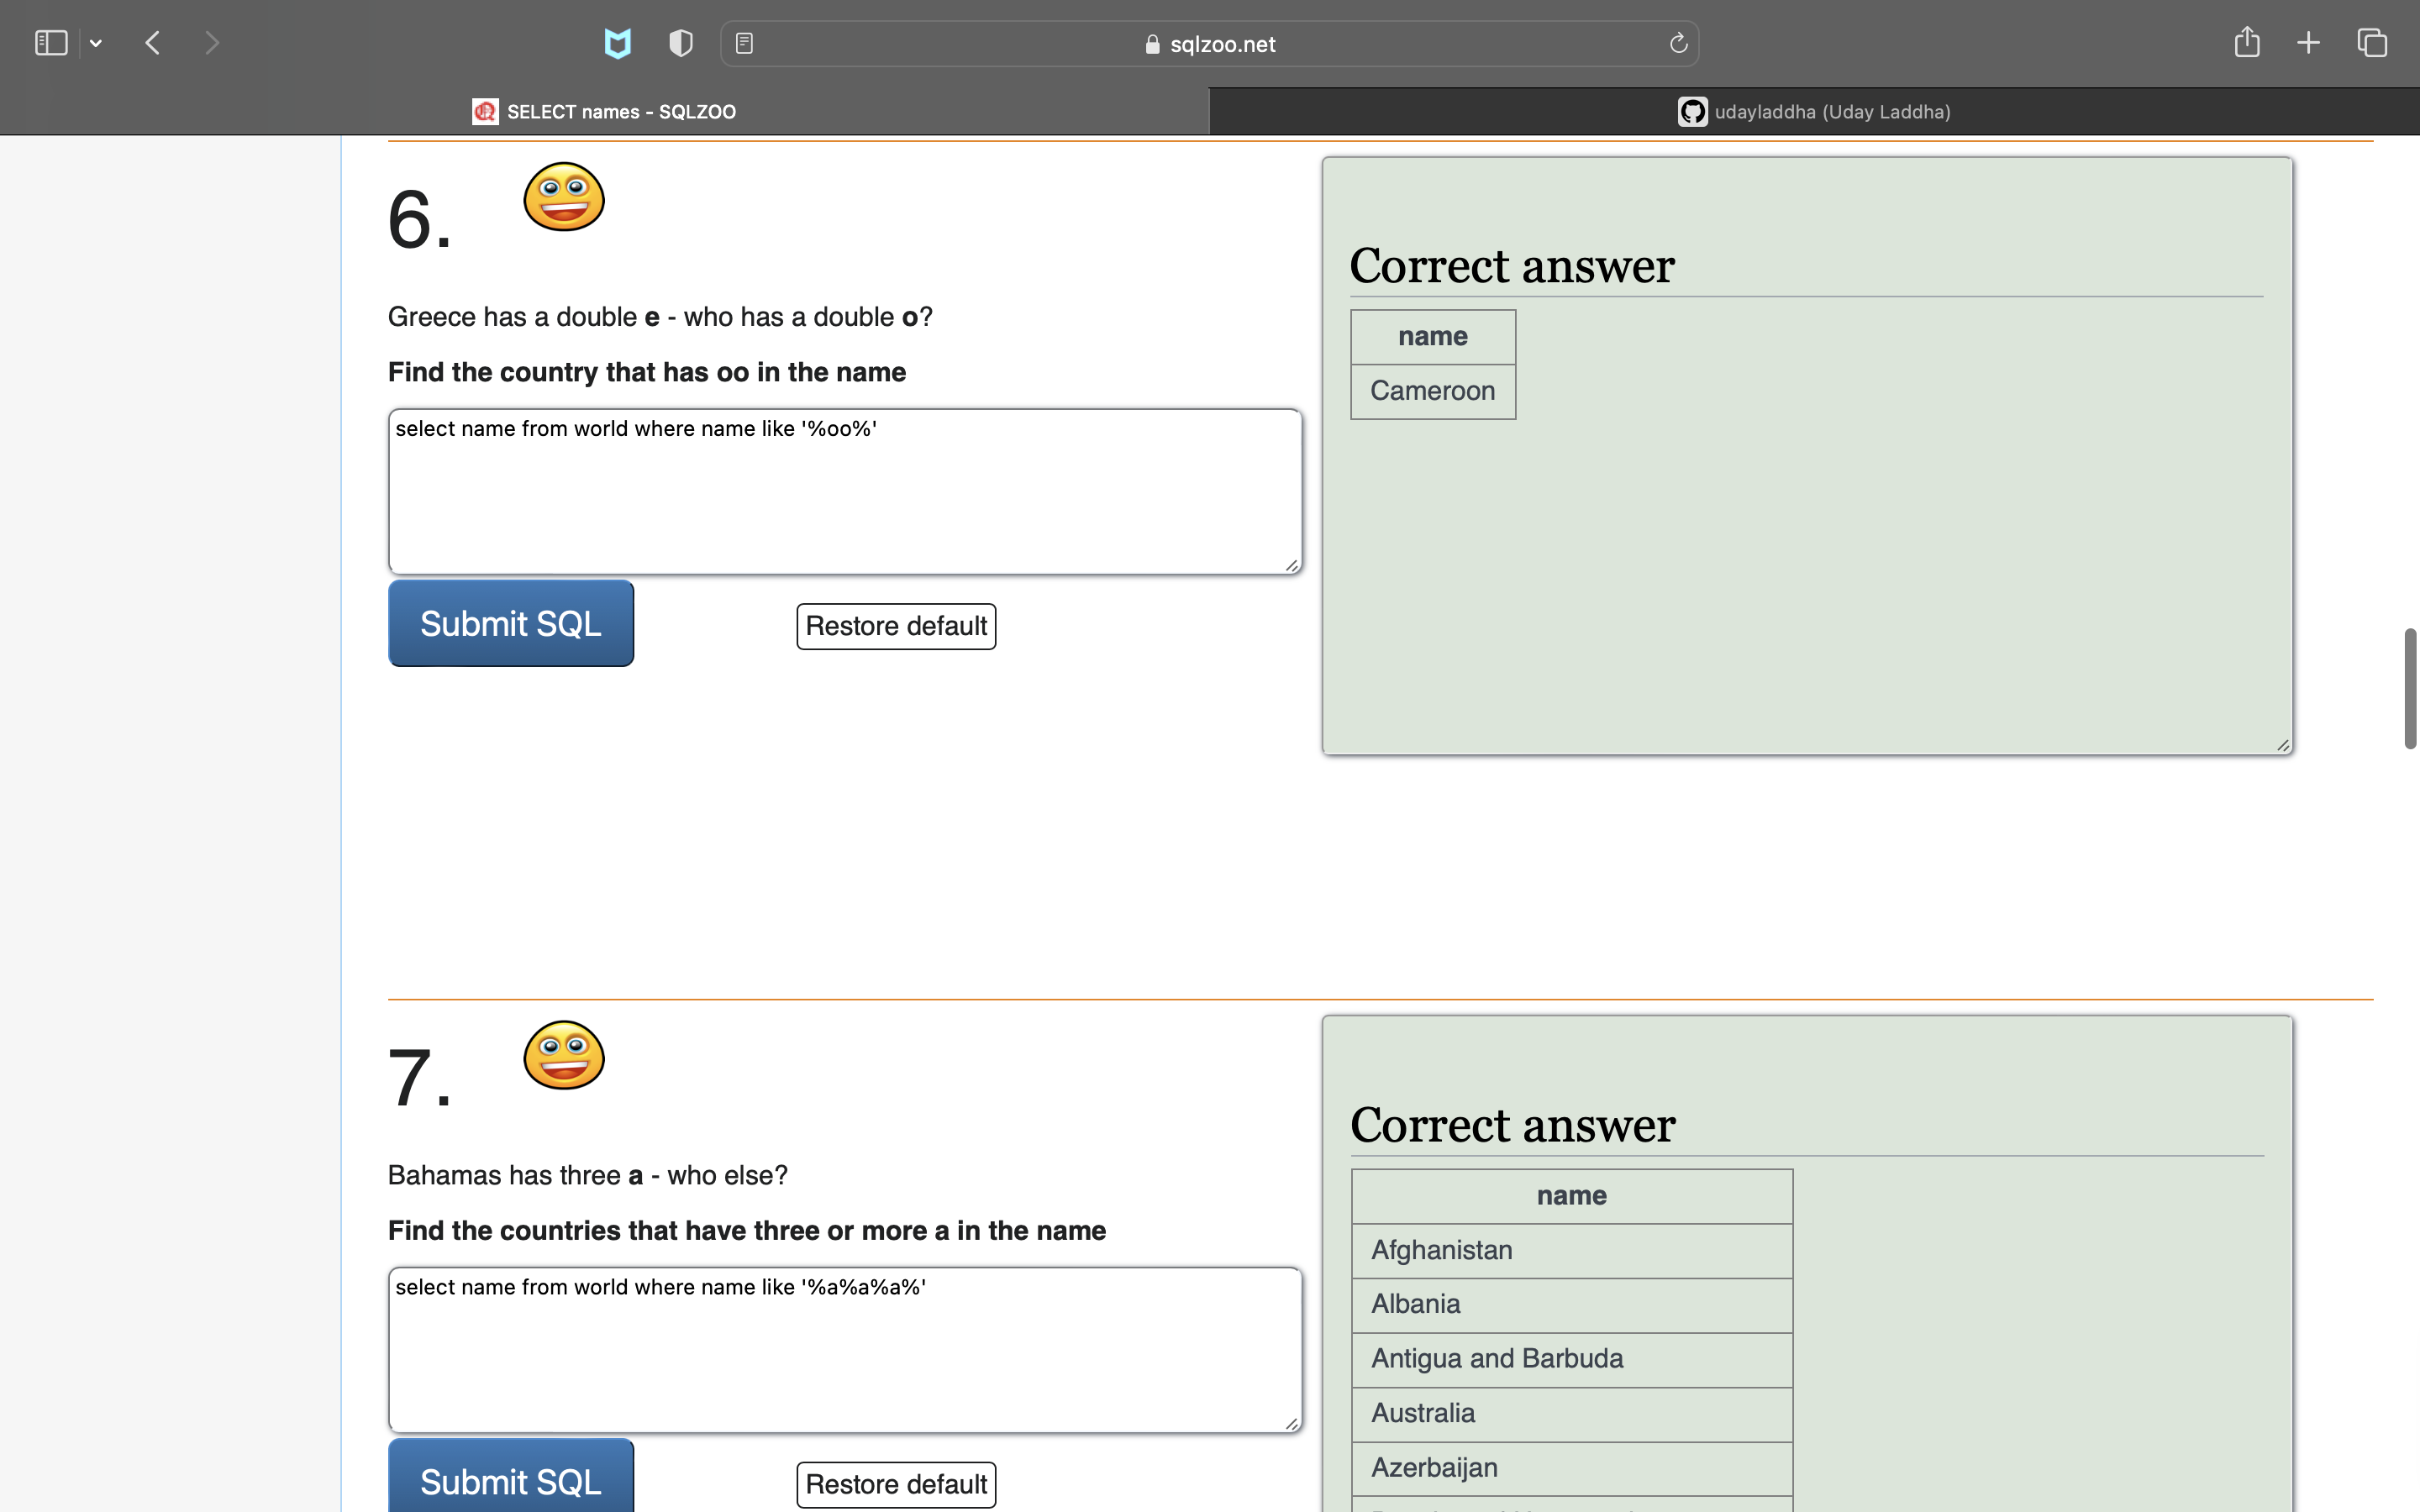 sqlzoo.net
SELECT names - SQLZOO
udayladdha (Uday Laddha)
6.
Greece has a double e - who has a double o?
Find the country that has oo in the name
select name from world where name like '%oo%'
Submit SQL
Restore default
Correct answer
name
Cameroon
7.
Bahamas has three a - who else?
Find the countries that have three or more a in the name
select name from world where name like '%a%a%a%'
Submit SQL
Restore default
Correct answer
name
Afghanistan
Albania
Antigua and Barbuda
Australia
Azerbaijan